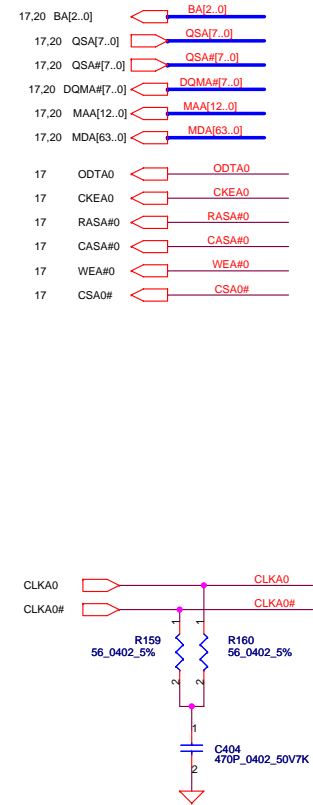 17,20 BA[2..0] BA[2..0]
17,20 QSA[7..0] QSA[7..0]
17,20 QSA#[7..0] QSA#[7..0]
17,20 DQMA#[7..0] DQMA#[7..0]
17,20 MAA[12..0] MAA[12..0]
17,20 MDA[63..0] MDA[63..0]
17 ODTA0 ODTA0
17 CKEA0 CKEA0
17 RASA#0 RASA#0
17 CASA#0 CASA#0
17 WEA#0 WEA#0
17 CSA0# CSA0#
CLKA0 CLKA0
CLKA0# CLKA0#
1 1
R159 R160
56_0402_5% 56_0402_5%
2 2
1
C404
470P_0402_50V7K
2